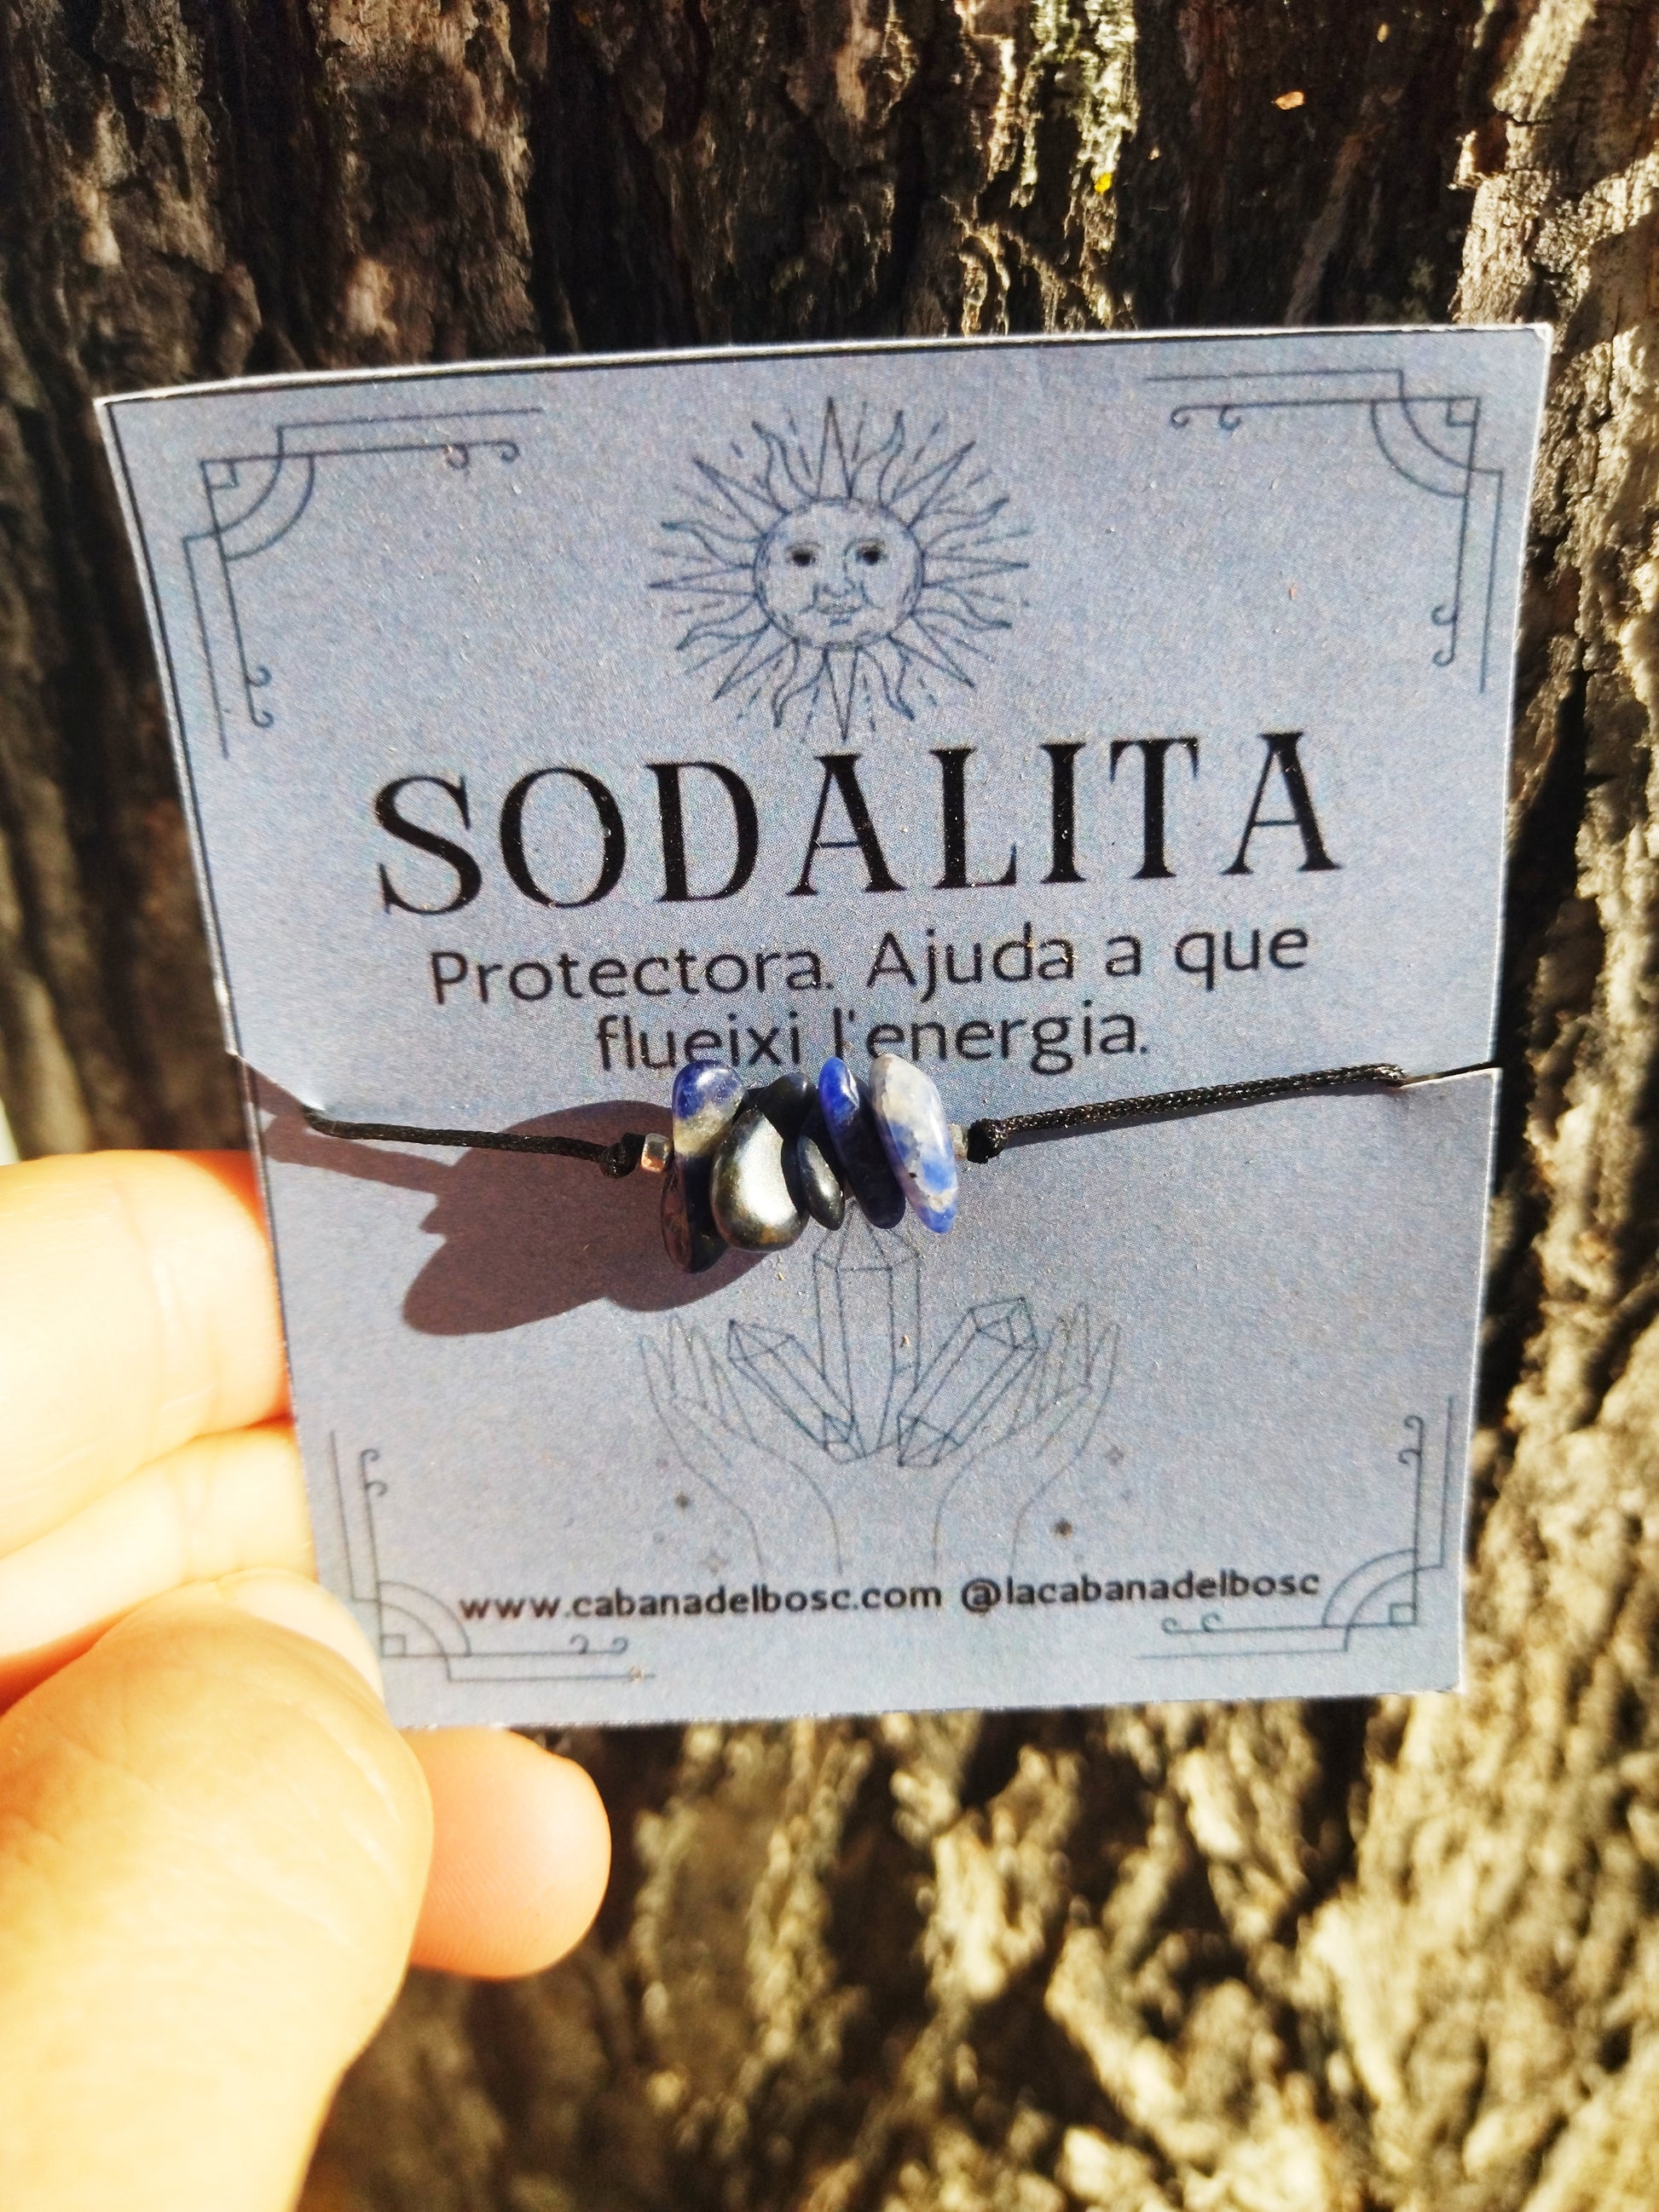 SODALITA
Protectora. Ajuda a que
flueixi l'energia.
www.cabanadelbosc.com @lacabanadelbosc